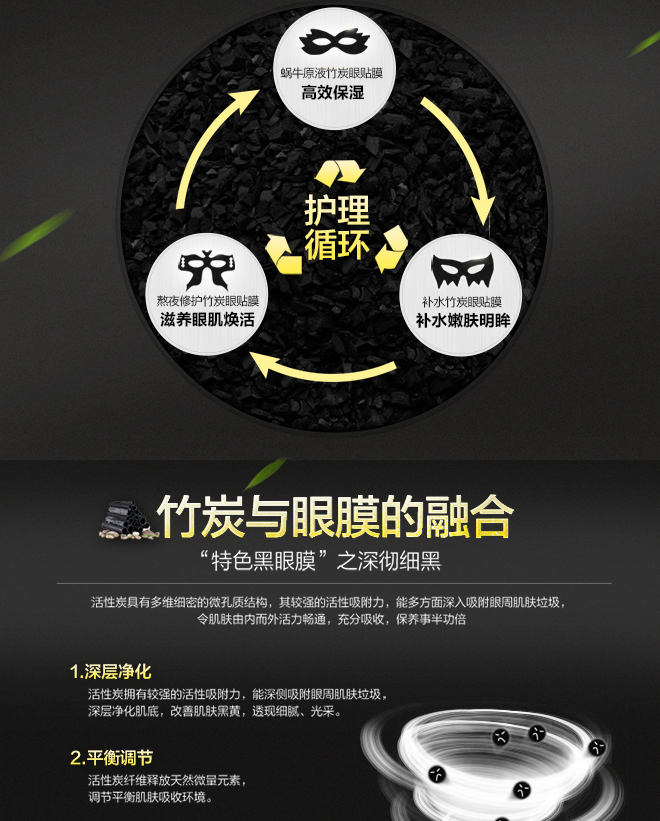 蜗牛原液竹炭眼贴膜
高效保湿
护理
循环
熬夜修护竹炭眼贴膜
滋养眼肌焕活
补水竹炭眼贴膜
补水嫩肤明眸
竹炭与眼膜的融合
“特色黑眼膜”之深彻细黑
活性炭具有多维细密的微孔质结构，其较强的活性吸附力，能多方面深入吸附眼周肌肤垃圾，
令肌肤由内而外活力畅通，充分吸收，保养事半功倍
1.深层净化
活性炭拥有较强的活性吸附力，能深侧吸附眼周肌肤垃圾，
深层净化肌底，改善肌肤黑黄，透现细腻、光采。
2.平衡调节
活性炭纤维释放天然微量元素，
调节平衡肌肤吸收环境。